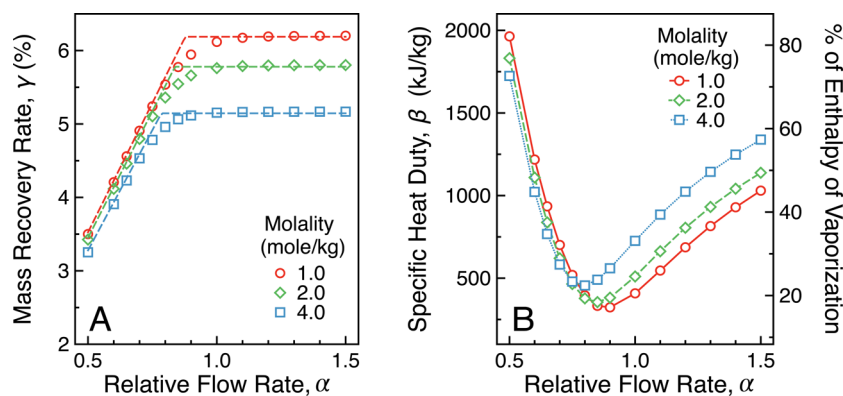 Mass Recovery Rate, γ (%)
6
5
4
3
2
0.5
1.0
1.5
Relative Flow Rate, α
Molality
(mole/kg)
1.0
2.0
4.0
A
Specific Heat Duty, β (kJ/kg)
2000
1500
1000
500
0.5
1.0
1.5
Relative Flow Rate, α
Molality
(mole/kg)
1.0
2.0
4.0
B
80
60
40
20
% of Enthalpy of Vaporization